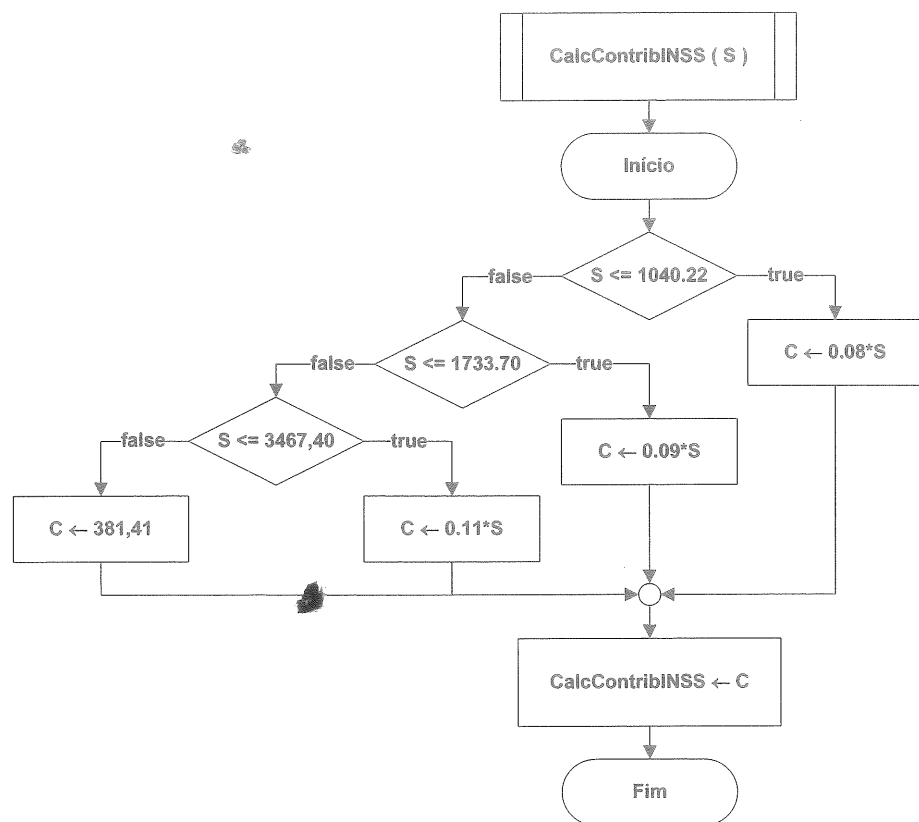 CalcContribINSS ( S )
Início
S <= 1040.22
false
true
C ← 0.08*S
S <= 1733.70
false
true
C ← 0.09*S
S <= 3467,40
false
true
C ← 381,41
C ← 0.11*S
CalcContribINSS ← C
Fim